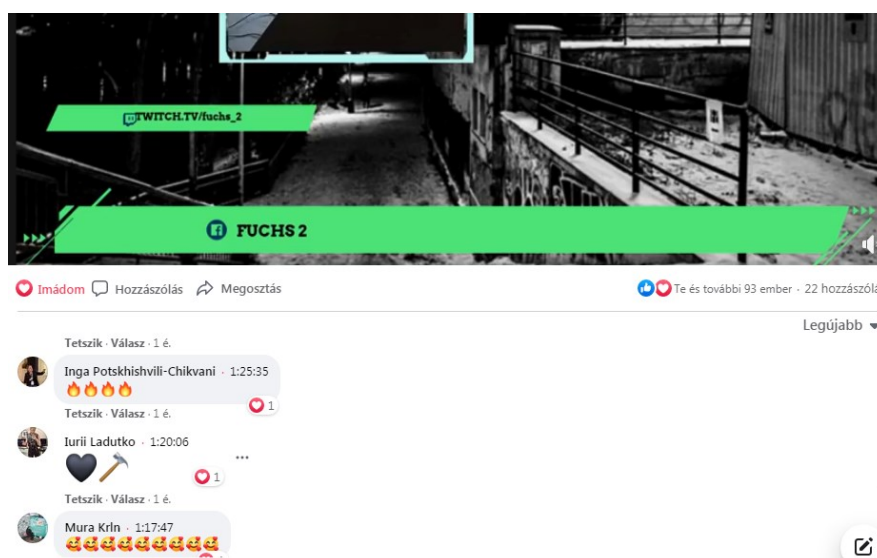 TWITCH.TV/fuchs_2
FUCHS 2
Imádom Hozzászólás Megosztás
Te és további 93 ember · 22 hozzászólá
Legújabb
Tetszik · Válasz · 1 é.
Inga Potskhishvili-Chikvani · 1:25:35
🔥🔥🔥🔥
1
Tetszik · Válasz · 1 é.
Iurii Ladutko · 1:20:06
🖤🔨
1
Tetszik · Válasz · 1 é.
Mura Krln · 1:17:47
🥰🥰🥰🥰🥰🥰🥰🥰🥰